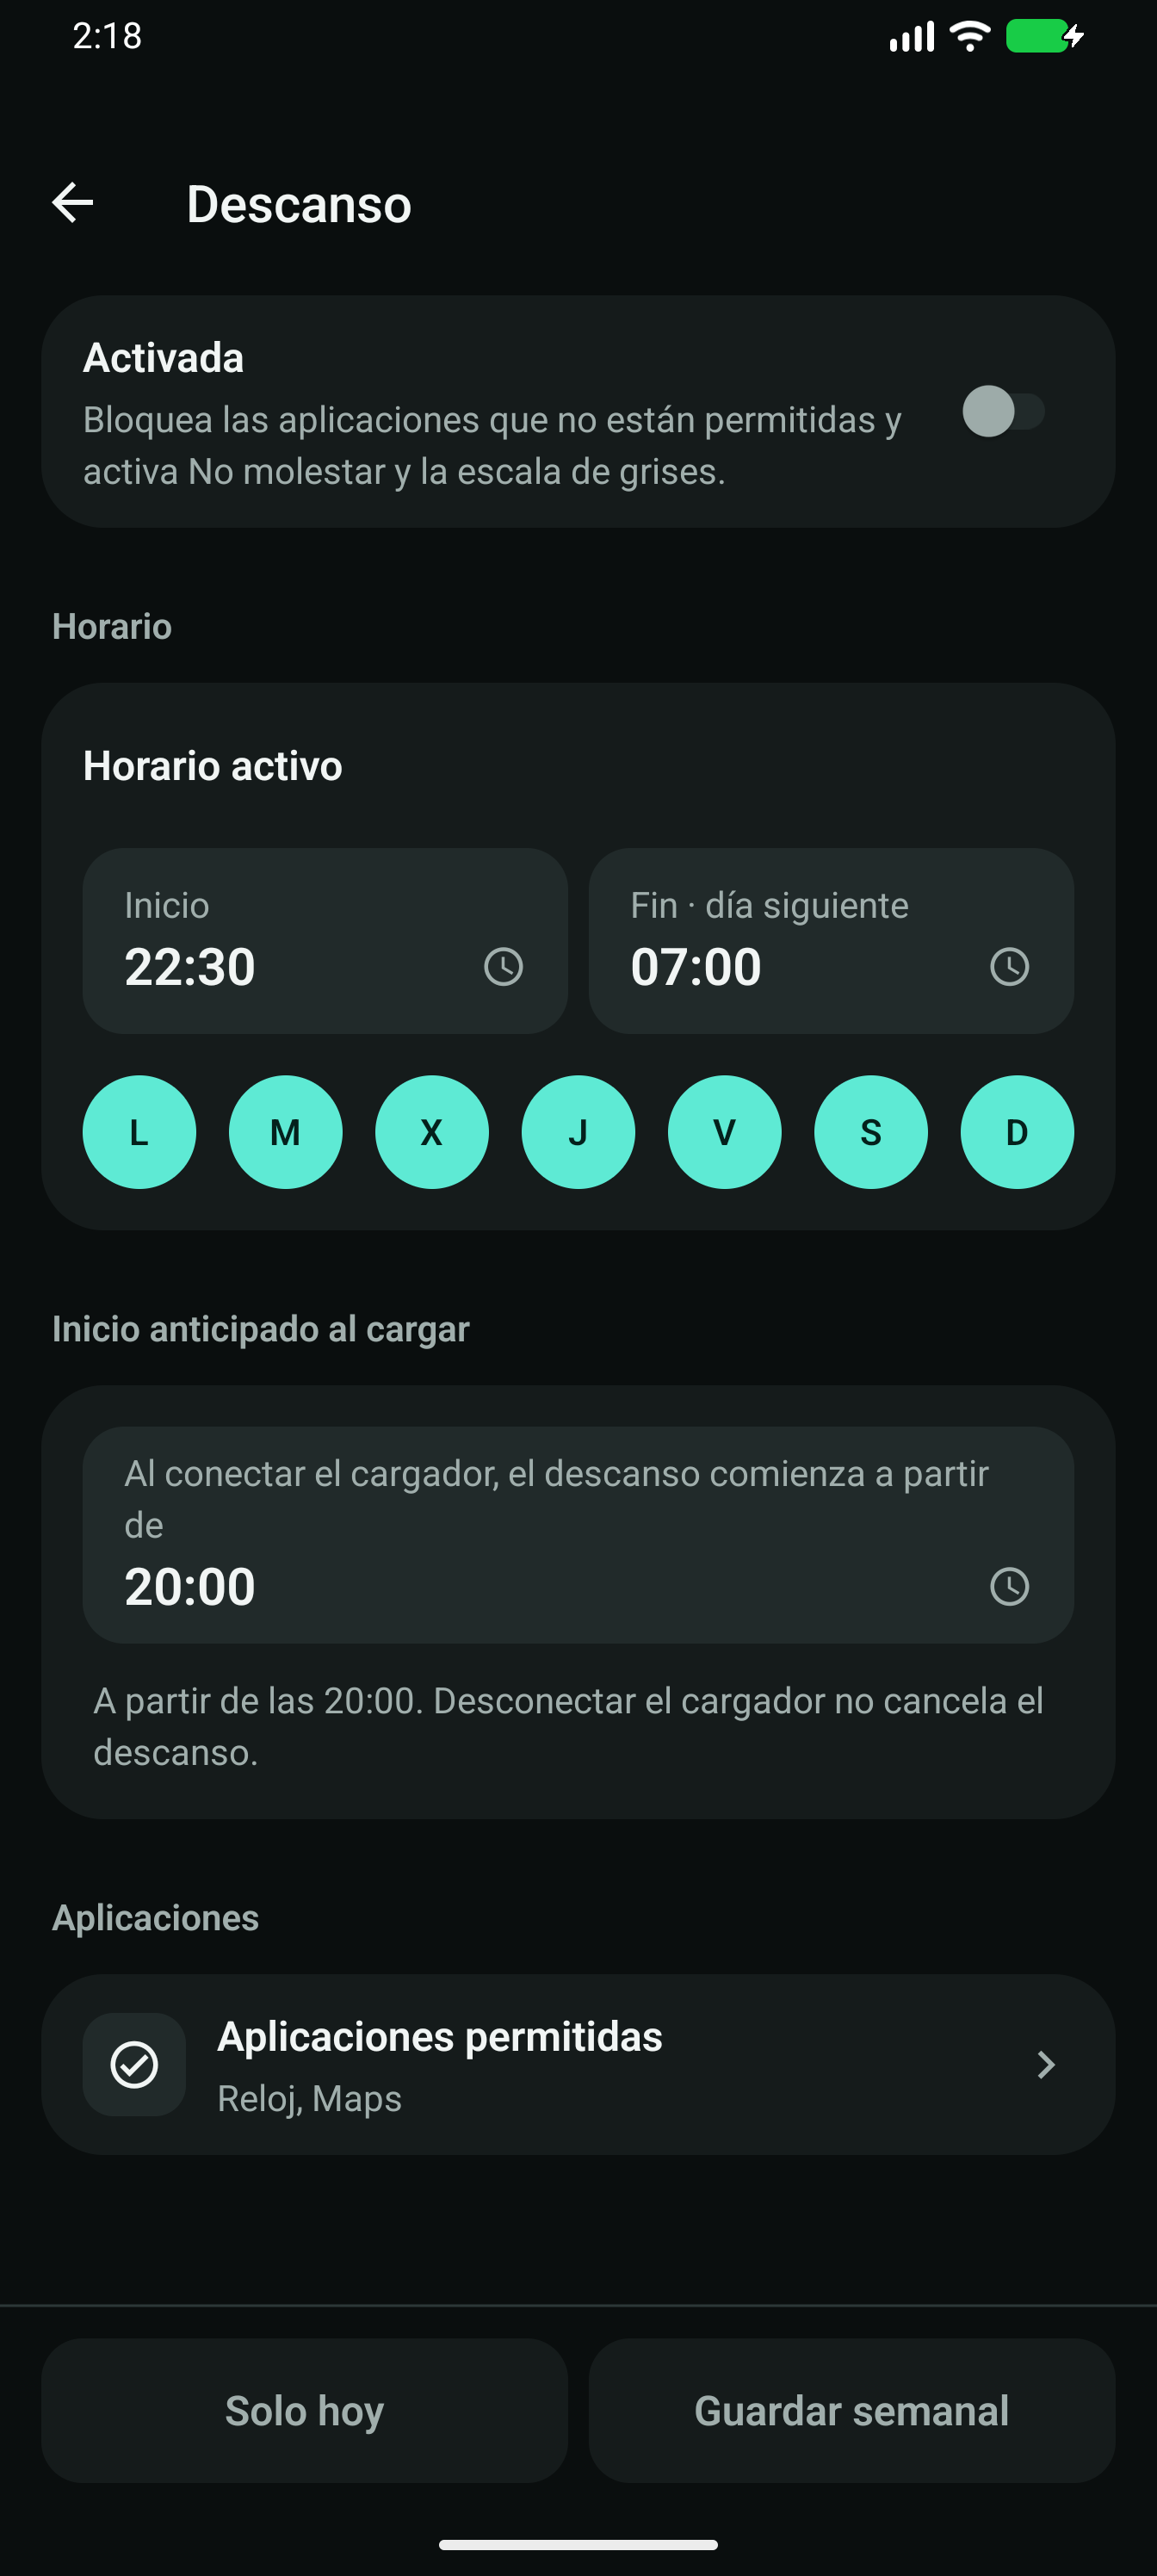 2:18
Descanso
Activada
Bloquea las aplicaciones que no están permitidas y
activa No molestar y la escala de grises.
Horario
Horario activo
Inicio
22:30
Fin · día siguiente
07:00
L M X J V S D
Inicio anticipado al cargar
Al conectar el cargador, el descanso comienza a partir
de
20:00
A partir de las 20:00. Desconectar el cargador no cancela el
descanso.
Aplicaciones
Aplicaciones permitidas
Reloj, Maps
Solo hoy
Guardar semanal